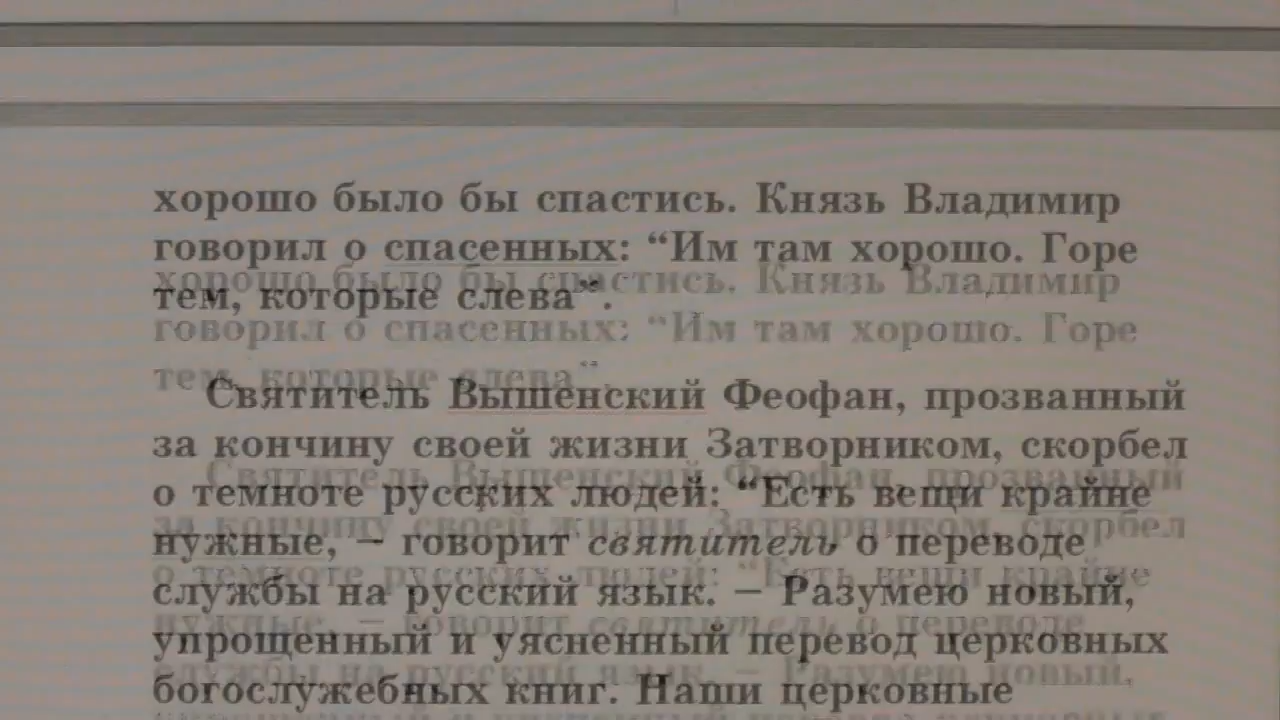 хорошо было бы спастись. Князь Владимир
говорил о спасенных: “Им там хорошо. Горе
тем, которые слева”.
Святитель Вышенский Феофан, прозванный
за кончину своей жизни Затворником, скорбел
о темноте русских людей: “Есть вещи крайне
нужные, – говорит святитель о переводе
службы на русский язык. – Разумею новый,
упрощенный и уясненный перевод церковных
богослужебных книг. Наши церковные